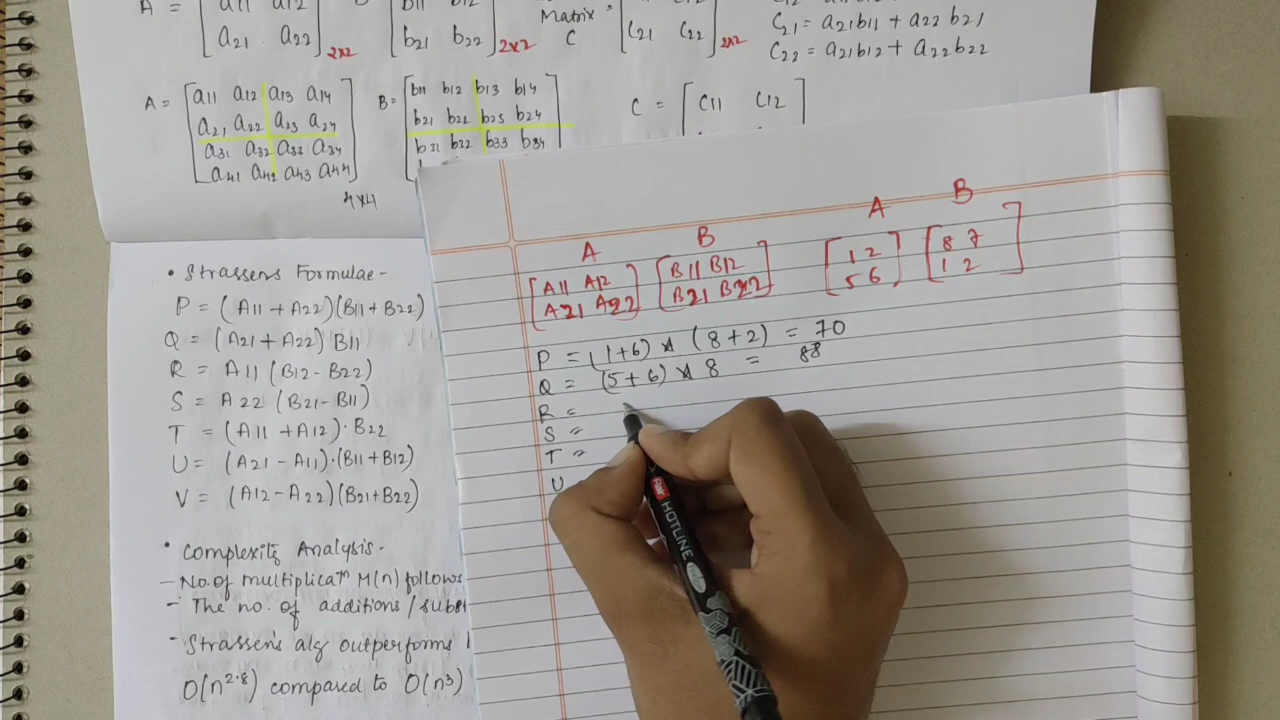 A = [a11 a12 b11 b12 Matrix = c12
a21 a22] 2x2 b21 b22] 2x2 C [c21 c22] 2x2 C21 = a21b11 + a22 b21
C22 = a21b12 + a22b22
A = [a11 a12 a13 a14 B = [b11 b12 b13 b14 C = [c11 c12
a21 a22 a23 a24 b21 b22 b23 b24
a31 a32 a33 a34 b31 b32 b33 b34
a41 a42 a43 a44]
4x4
• Strassens Formulae-
P = (A11 + A22)(B11 + B22)
Q = (A21 + A22) B11
R = A11 (B12 - B22)
S = A22 (B21 - B11)
T = (A11 + A12) · B22
U = (A21 - A11)·(B11 + B12)
V = (A12 - A22)(B21 + B22)
• Complexity Analysis-
- No. of multiplicatn M(n) follows
- The no. of additions / subst
- Strassen's alg outperforms
O(n2.8) compared to O(n3)
A B A B
[A11 A12 [B11 B12 [1 2 [8 7
A21 A22] B21 B22] 5 6] 1 2]
P = (1+6) * (8+2) = 70
Q = (5+6) * 8 = 88
R =
S =
T =
U
HOTLINE